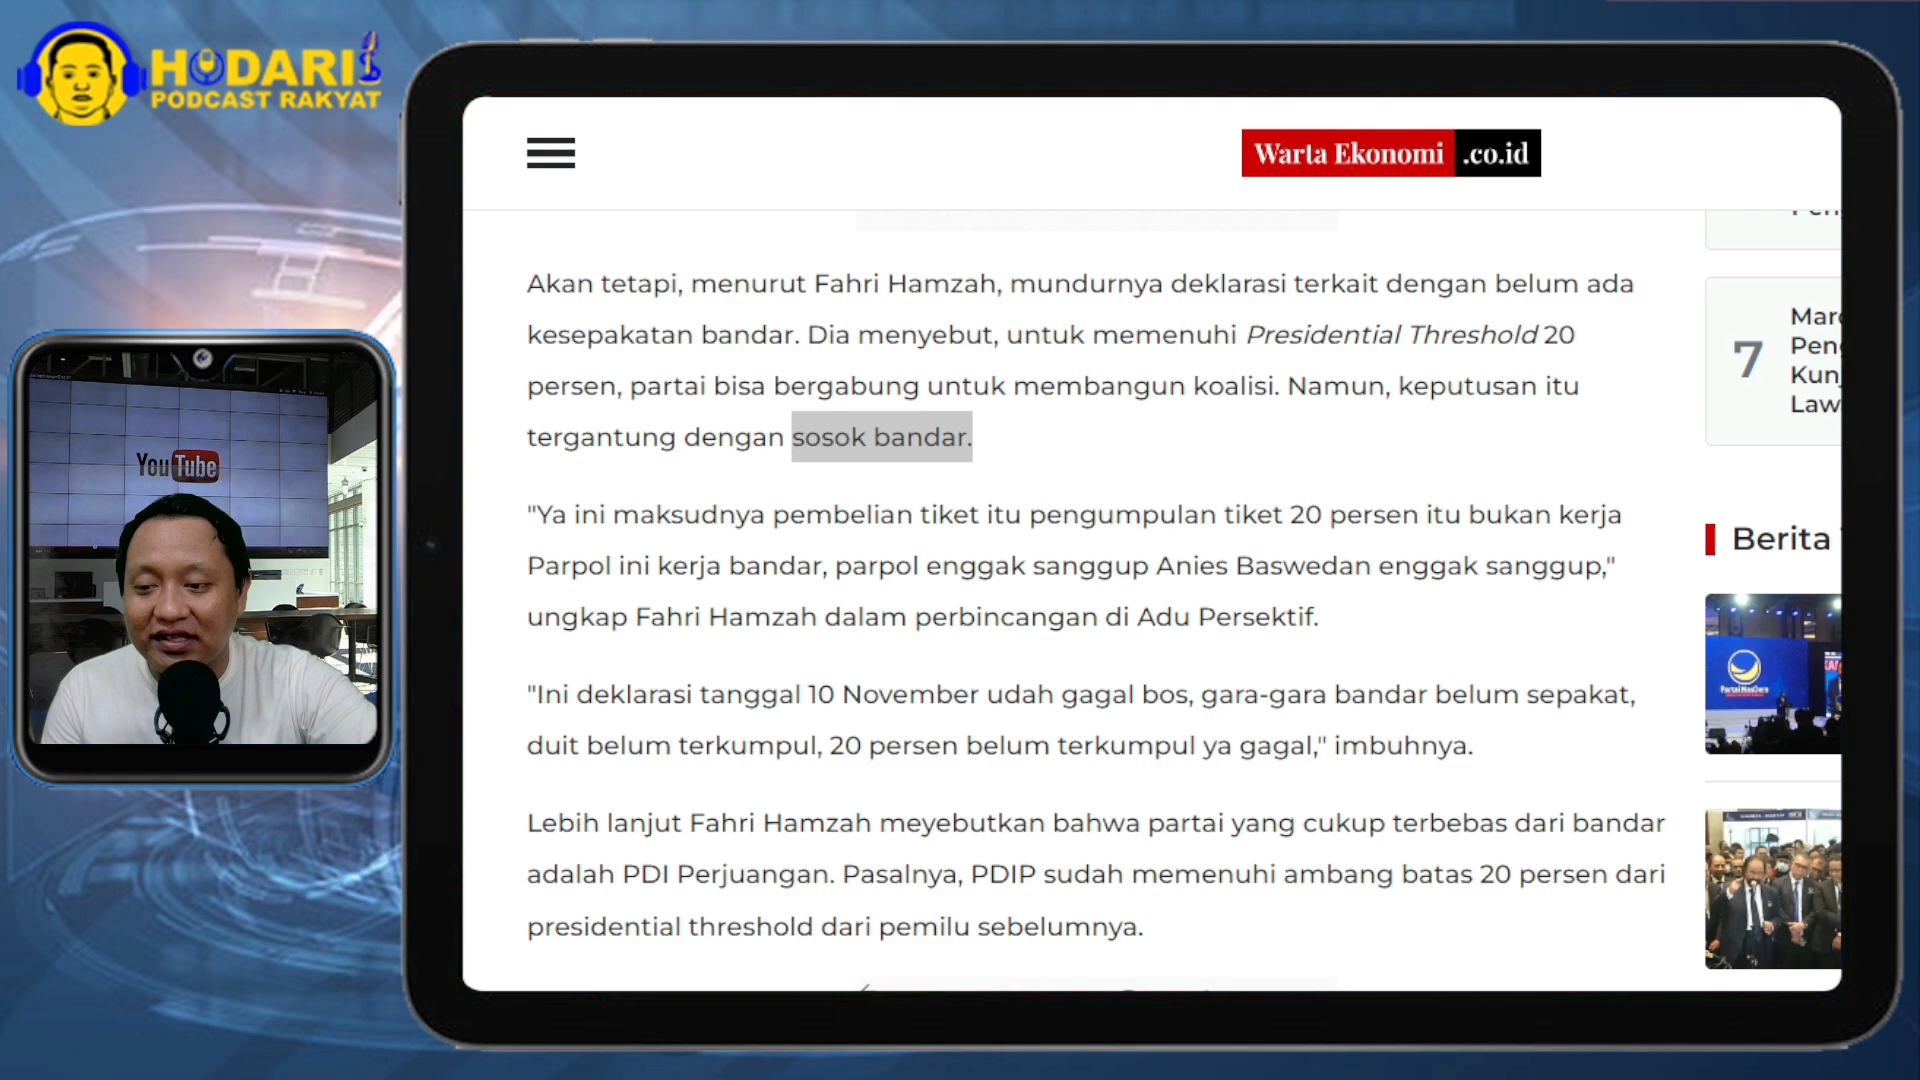 HODARI
PODCAST RAKYAT
YouTube
Warta Ekonomi .co.id
Akan tetapi, menurut Fahri Hamzah, mundurnya deklarasi terkait dengan belum ada
kesepakatan bandar. Dia menyebut, untuk memenuhi Presidential Threshold 20
persen, partai bisa bergabung untuk membangun koalisi. Namun, keputusan itu
tergantung dengan sosok bandar.
"Ya ini maksudnya pembelian tiket itu pengumpulan tiket 20 persen itu bukan kerja
Parpol ini kerja bandar, parpol enggak sanggup Anies Baswedan enggak sanggup,"
ungkap Fahri Hamzah dalam perbincangan di Adu Persektif.
"Ini deklarasi tanggal 10 November udah gagal bos, gara-gara bandar belum sepakat,
duit belum terkumpul, 20 persen belum terkumpul ya gagal," imbuhnya.
Lebih lanjut Fahri Hamzah meyebutkan bahwa partai yang cukup terbebas dari bandar
adalah PDI Perjuangan. Pasalnya, PDIP sudah memenuhi ambang batas 20 persen dari
presidential threshold dari pemilu sebelumnya.
7
Law
Berita
Partai NasDem